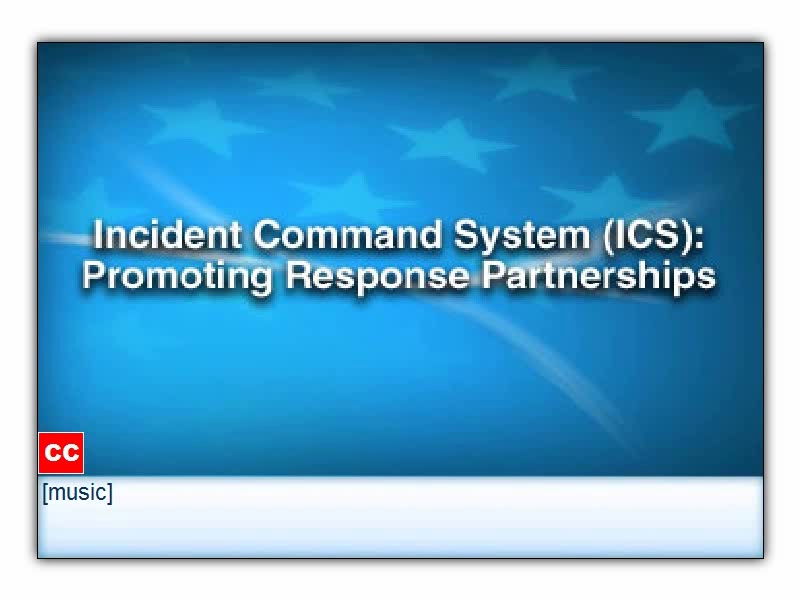 Incident Command System (ICS):
Promoting Response Partnerships
CC
[music]